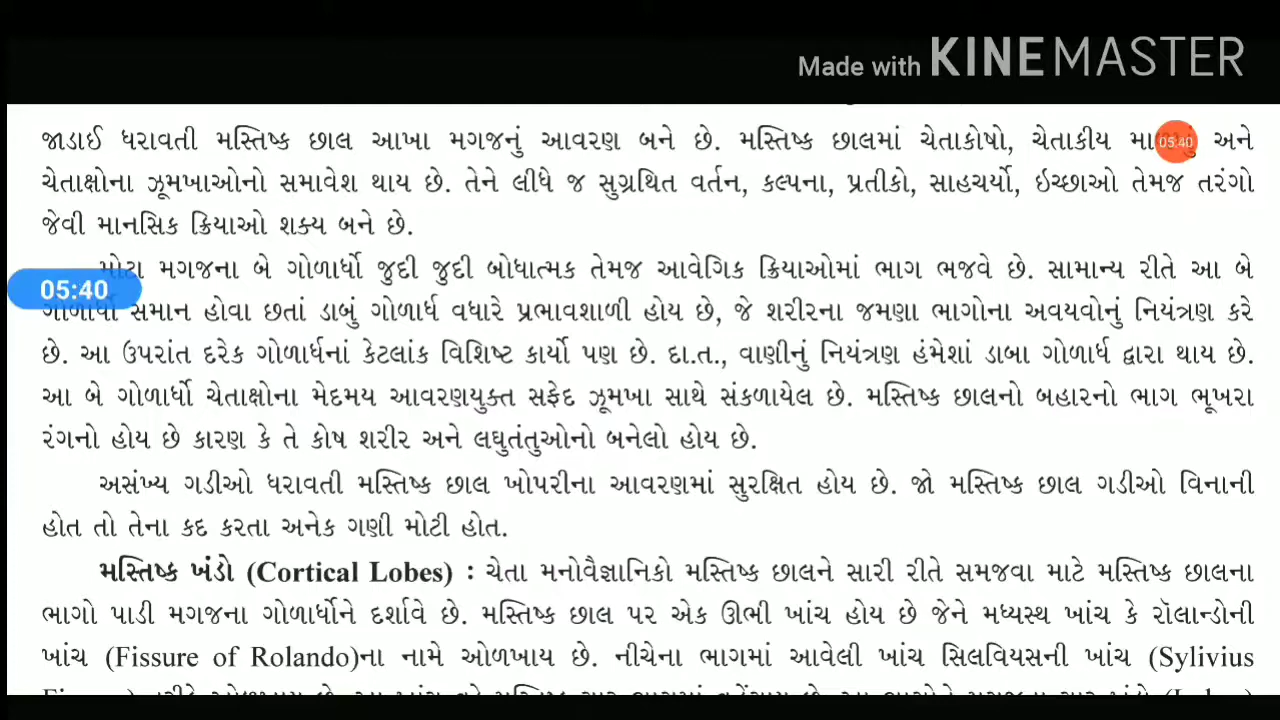 Made with KINEMASTER
જાડાઈ ધરાવતી મસ્તિષ્ક છાલ આખા મગજનું આવરણ બને છે. મસ્તિષ્ક છાલમાં ચેતાકોષો, ચેતાકીય અને
05:40
ચેતાક્ષોના ઝૂમખાઓનો સમાવેશ થાય છે. તેને લીધે જ સુગ્રથિત વર્તન, કલ્પના, પ્રતીકો, સાહચર્યો, ઇચ્છાઓ તેમજ તરંગો
જેવી માનસિક ક્રિયાઓ શક્ય બને છે.
મોટા મગજના બે ગોળાર્ધો જુદી જુદી બોધાત્મક તેમજ આવેગિક ક્રિયાઓમાં ભાગ ભજવે છે. સામાન્ય રીતે આ બે
05:40
ગોળાર્ધો સમાન હોવા છતાં ડાબું ગોળાર્ધ વધારે પ્રભાવશાળી હોય છે, જે શરીરના જમણા ભાગોના અવયવોનું નિયંત્રણ કરે
છે. આ ઉપરાંત દરેક ગોળાર્ધનાં કેટલાંક વિશિષ્ટ કાર્યો પણ છે. દા.ત., વાણીનું નિયંત્રણ હંમેશાં ડાબા ગોળાર્ધ દ્વારા થાય છે.
આ બે ગોળાર્ધો ચેતાક્ષોના મેદમય આવરણયુક્ત સફેદ ઝૂમખા સાથે સંકળાયેલ છે. મસ્તિષ્ક છાલનો બહારનો ભાગ ભૂખરા
રંગનો હોય છે કારણ કે તે કોષ શરીર અને લઘુતંતુઓનો બનેલો હોય છે.
અસંખ્ય ગડીઓ ધરાવતી મસ્તિષ્ક છાલ ખોપરીના આવરણમાં સુરક્ષિત હોય છે. જો મસ્તિષ્ક છાલ ગડીઓ વિનાની
હોત તો તેના કદ કરતા અનેક ગણી મોટી હોત.
મસ્તિષ્ક ખંડો (Cortical Lobes) : ચેતા મનોવૈજ્ઞાનિકો મસ્તિષ્ક છાલને સારી રીતે સમજવા માટે મસ્તિષ્ક છાલના
ભાગો પાડી મગજના ગોળાર્ધોને દર્શાવે છે. મસ્તિષ્ક છાલ પર એક ઊભી ખાંચ હોય છે જેને મધ્યસ્થ ખાંચ કે રૉલાન્ડોની
ખાંચ (Fissure of Rolando)ના નામે ઓળખાય છે. નીચેના ભાગમાં આવેલી ખાંચ સિલવિયસની ખાંચ (Sylivius